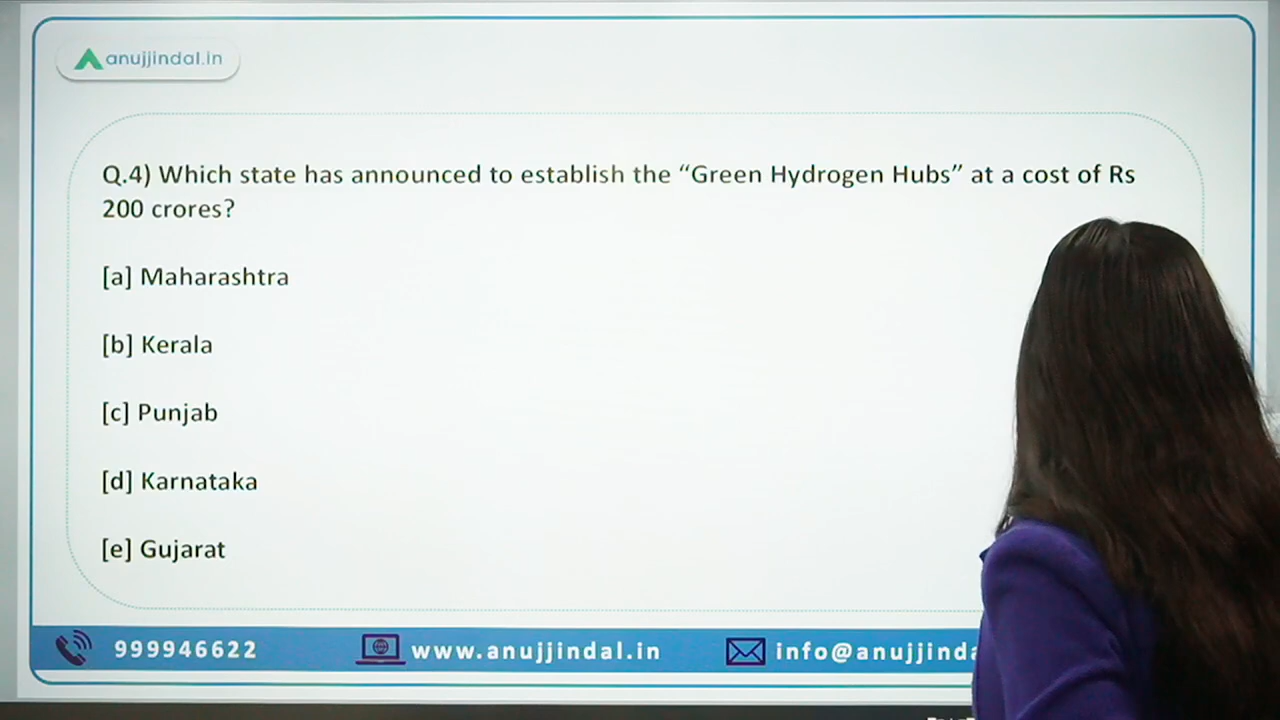 anujjindal.in
Q.4) Which state has announced to establish the “Green Hydrogen Hubs” at a cost of Rs
200 crores?
[a] Maharashtra
[b] Kerala
[c] Punjab
[d] Karnataka
[e] Gujarat
999946622 www.anujjindal.in info@anujjinda